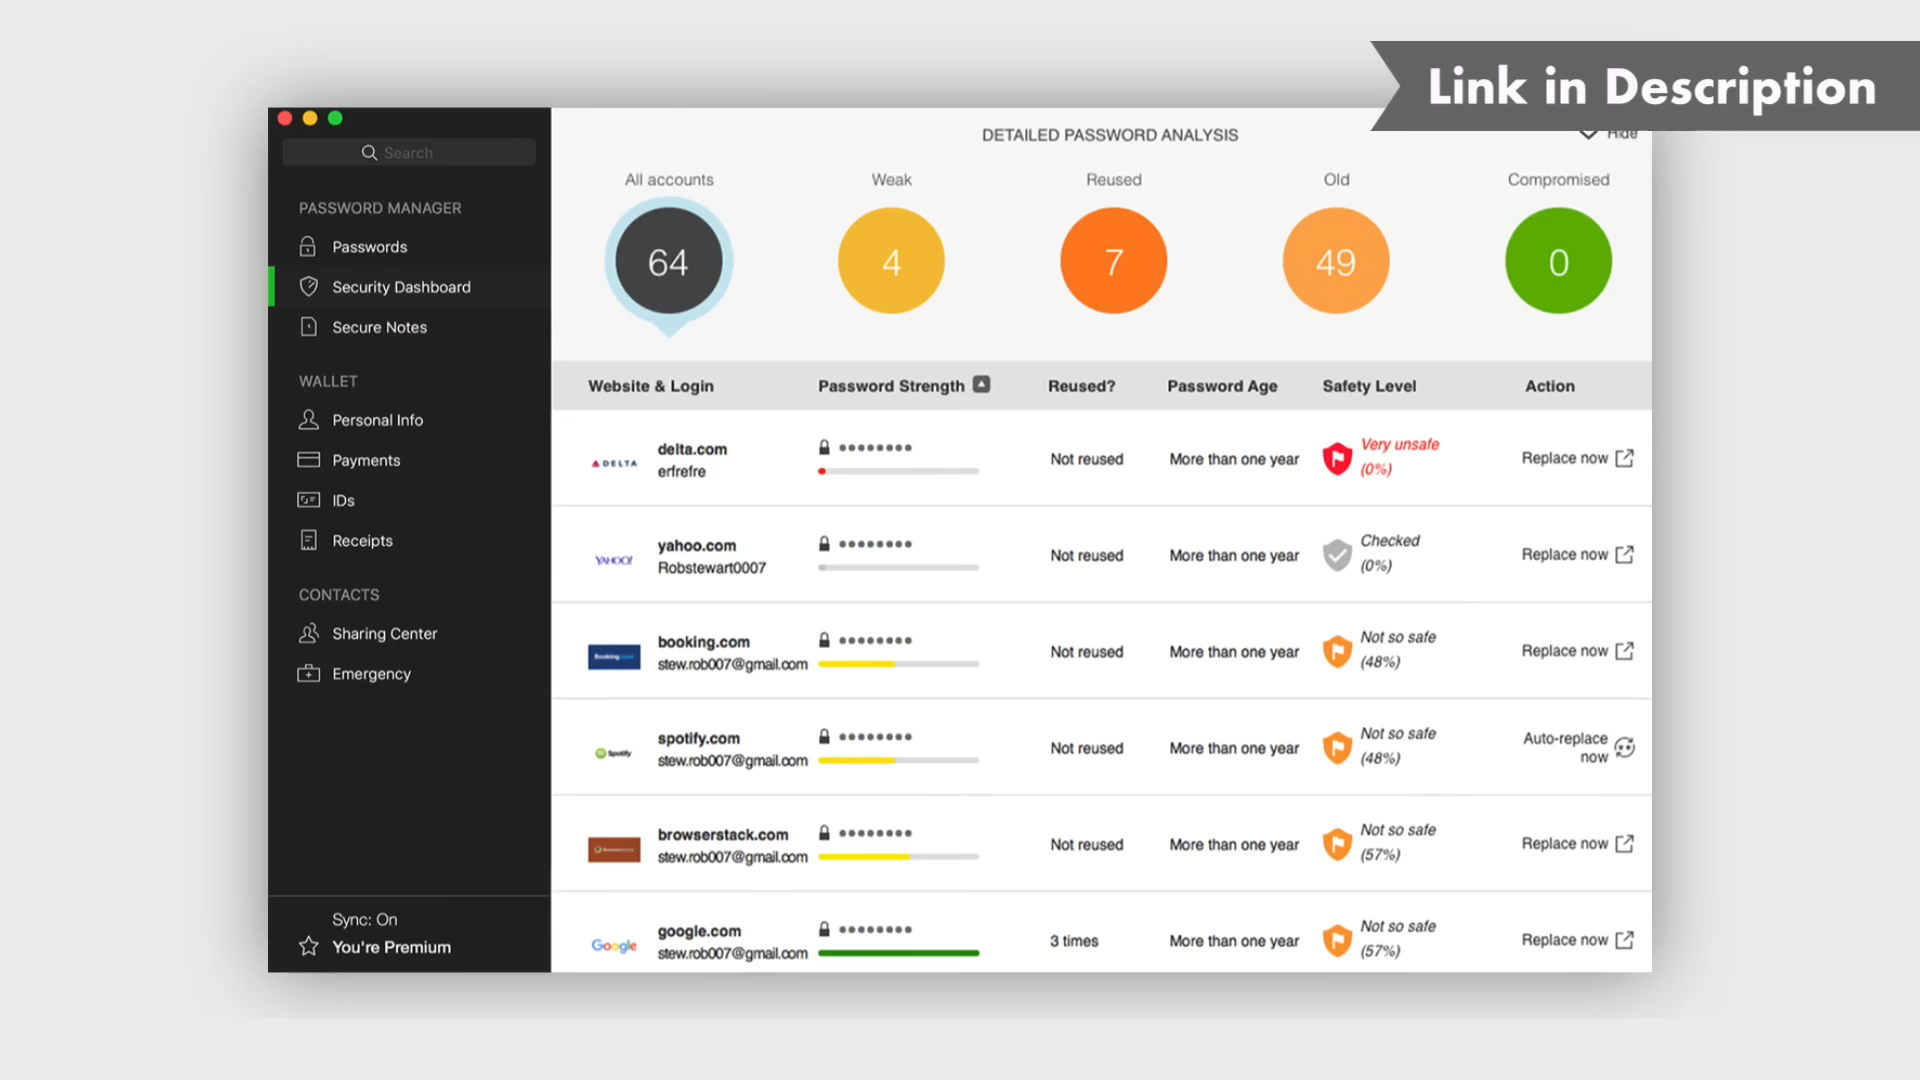 Link in Description
Search
PASSWORD MANAGER
Passwords
Security Dashboard
Secure Notes
WALLET
Personal Info
Payments
IDs
Receipts
CONTACTS
Sharing Center
Emergency
Sync: On
You're Premium
DETAILED PASSWORD ANALYSIS
Hide
All accounts Weak Reused Old Compromised
64 4 7 49 0
Website & Login Password Strength Reused? Password Age Safety Level Action
DELTA delta.com Not reused More than one year Very unsafe Replace now
erfrefre (0%)
YAHOO! yahoo.com Not reused More than one year Checked Replace now
Robstewart0007 (0%)
Booking.com booking.com Not reused More than one year Not so safe Replace now
stew.rob007@gmail.com (48%)
Spotify spotify.com Not reused More than one year Not so safe Auto-replace
stew.rob007@gmail.com (48%) now
browserstack.com Not reused More than one year Not so safe Replace now
stew.rob007@gmail.com (57%)
Google google.com 3 times More than one year Not so safe Replace now
stew.rob007@gmail.com (57%)